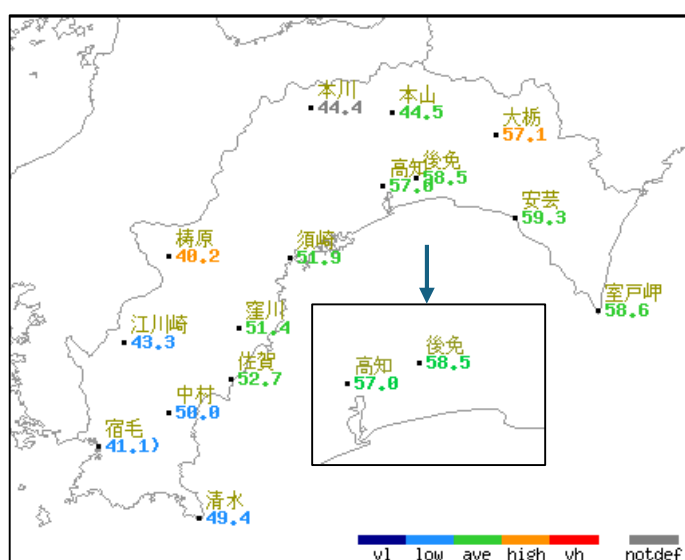 本川
44.4
本山
44.5
大栃
57.1
高知
57.0
後免
58.5
安芸
59.3
梼原
40.2
須崎
51.9
室戸岬
58.6
窪川
51.4
江川崎
43.3
佐賀
52.7
中村
50.0
宿毛
41.1)
清水
49.4
後免
58.5
高知
57.0
vl low ave high vh notdef